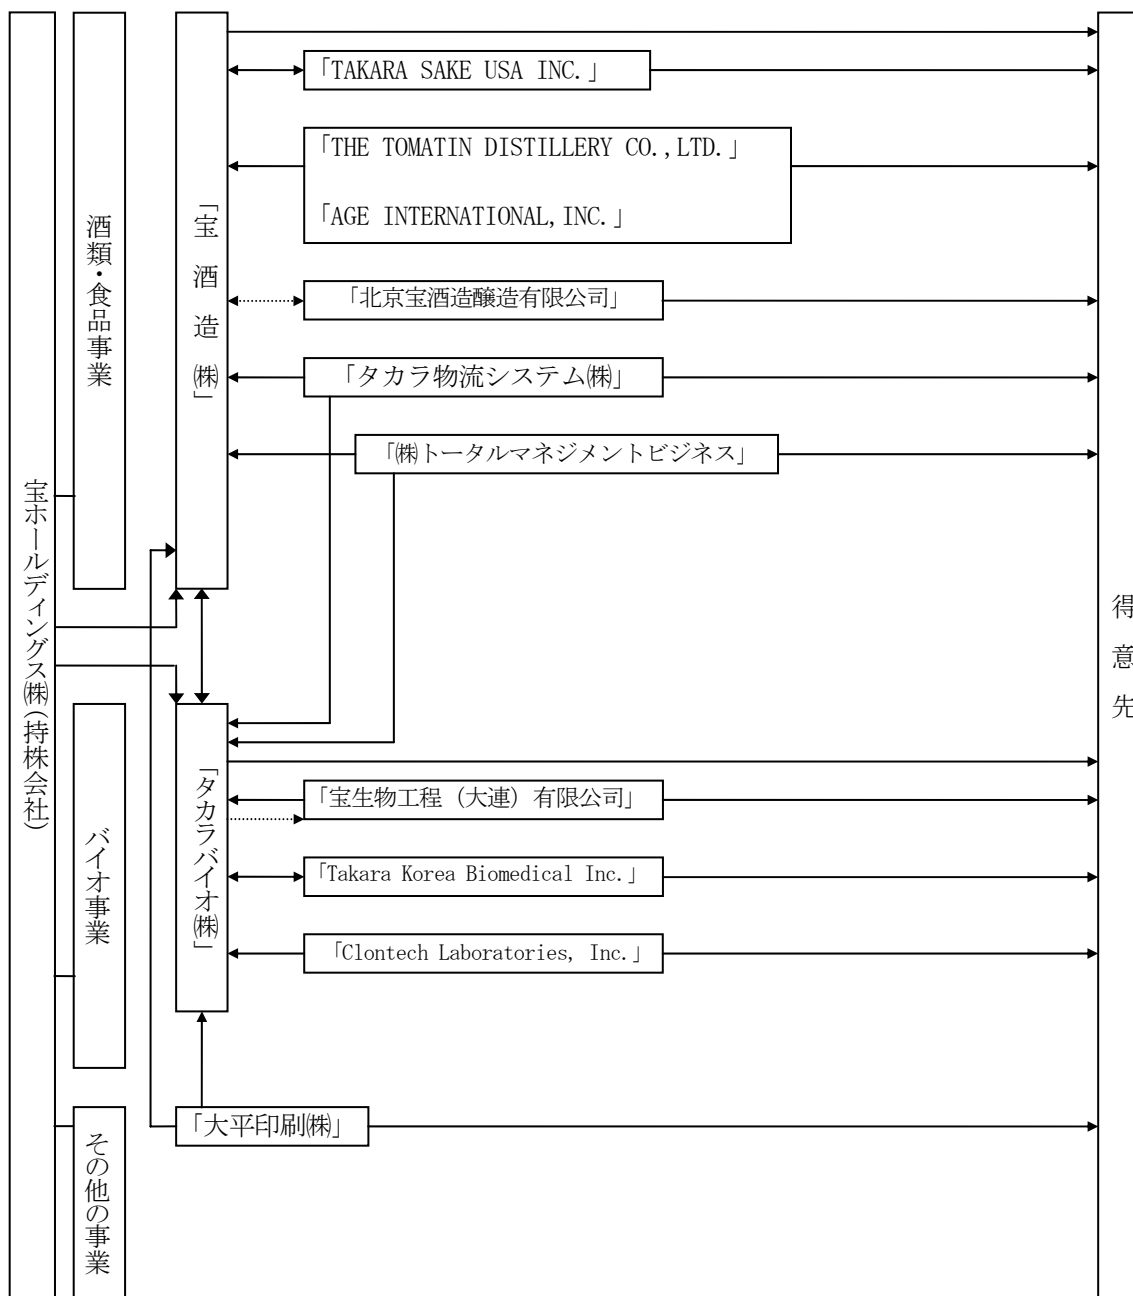 宝ホールディングス㈱(持株会社)
酒類・食品事業
「宝酒造㈱」
「TAKARA SAKE USA INC.」
「THE TOMATIN DISTILLERY CO.,LTD.」
「AGE INTERNATIONAL,INC.」
「北京宝酒造醸造有限公司」
「タカラ物流システム㈱」
「㈱トータルマネジメントビジネス」
得意先
バイオ事業
「タカラバイオ㈱」
「宝生物工程（大連）有限公司」
「Takara Korea Biomedical Inc.」
「Clontech Laboratories, Inc.」
その他の事業
「大平印刷㈱」